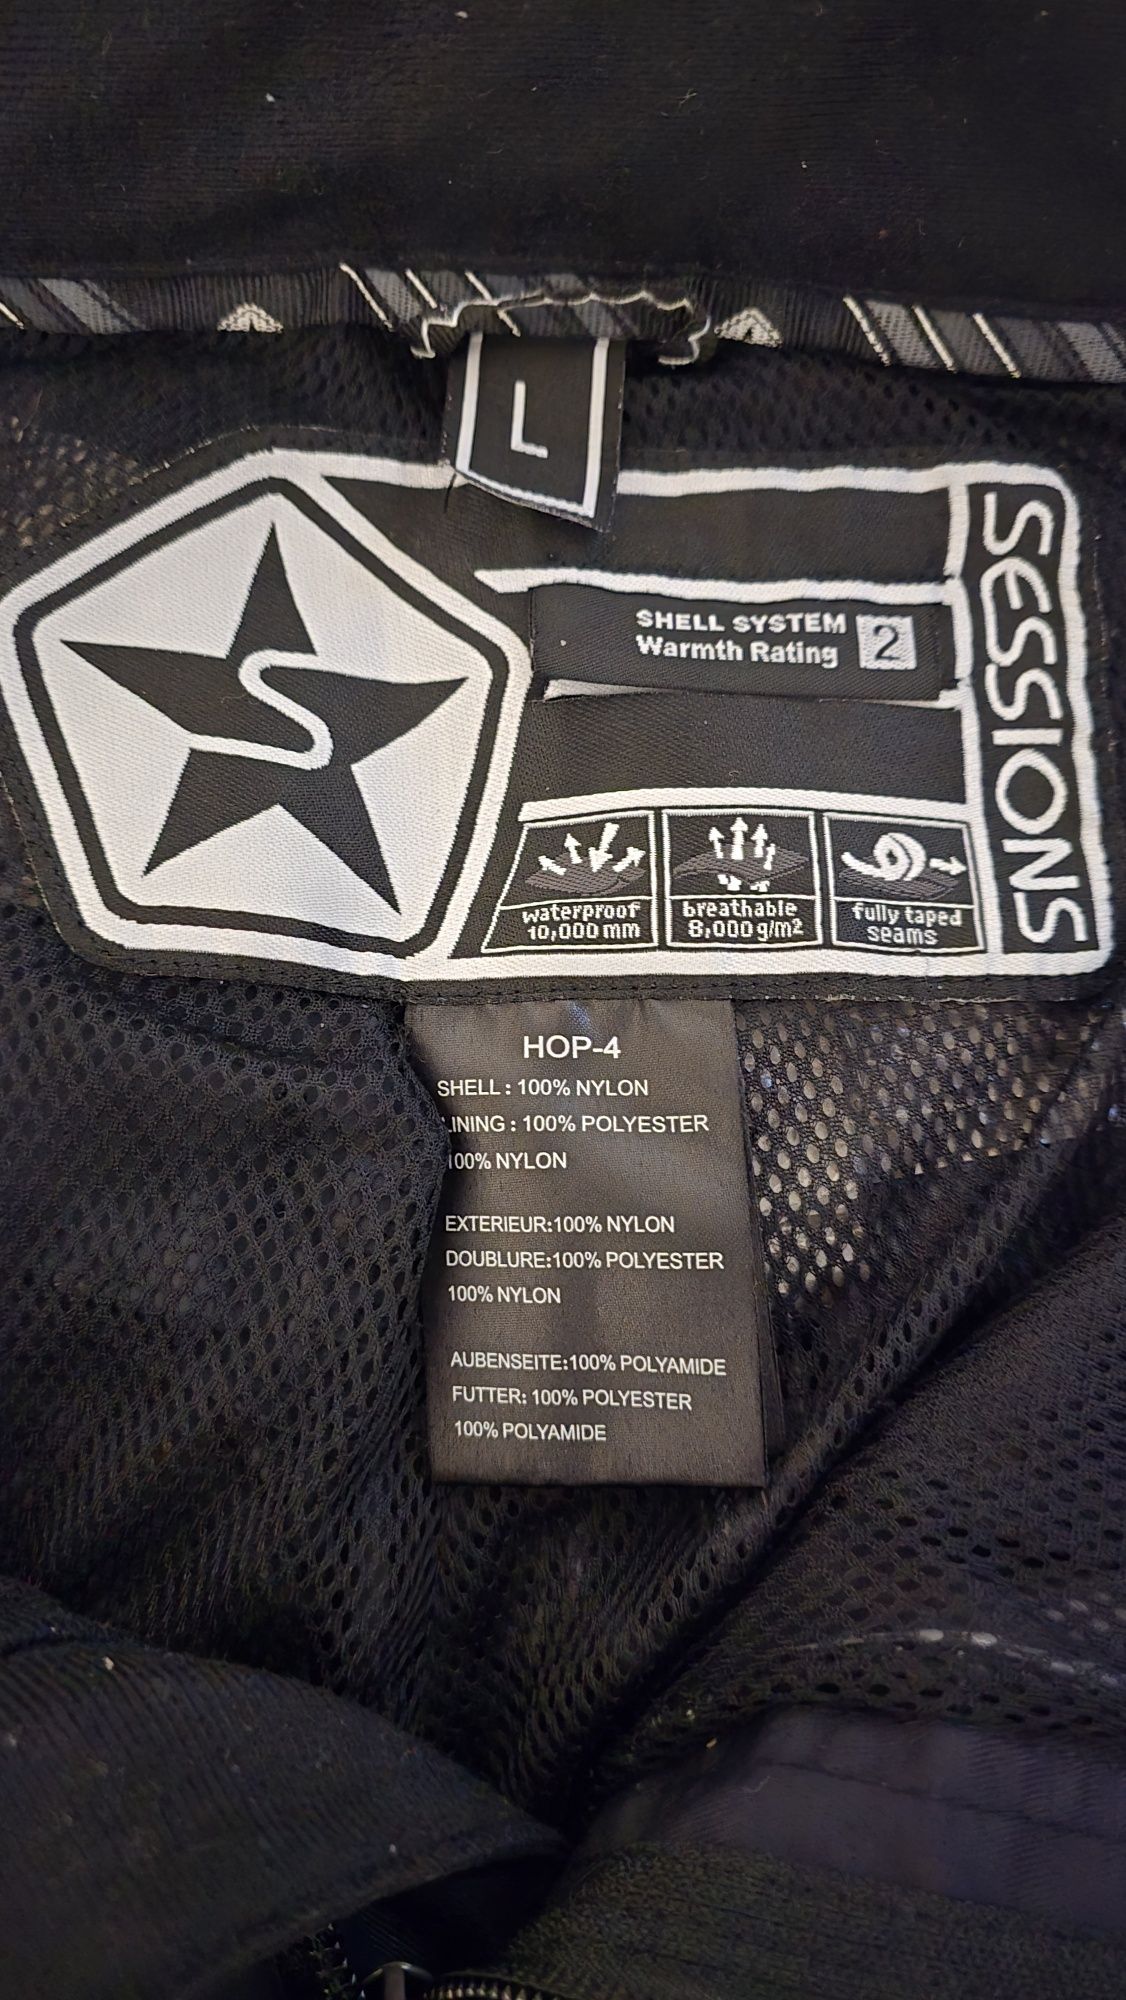 L
SESSIONS
SHELL SYSTEM
Warmth Rating 2
waterproof
10,000 mm
breathable
8,000 g/m2
fully taped
seams
HOP-4
SHELL : 100% NYLON
LINING : 100% POLYESTER
100% NYLON
EXTERIEUR:100% NYLON
DOUBLURE:100% POLYESTER
100% NYLON
AUBENSEITE:100% POLYAMIDE
FUTTER: 100% POLYESTER
100% POLYAMIDE